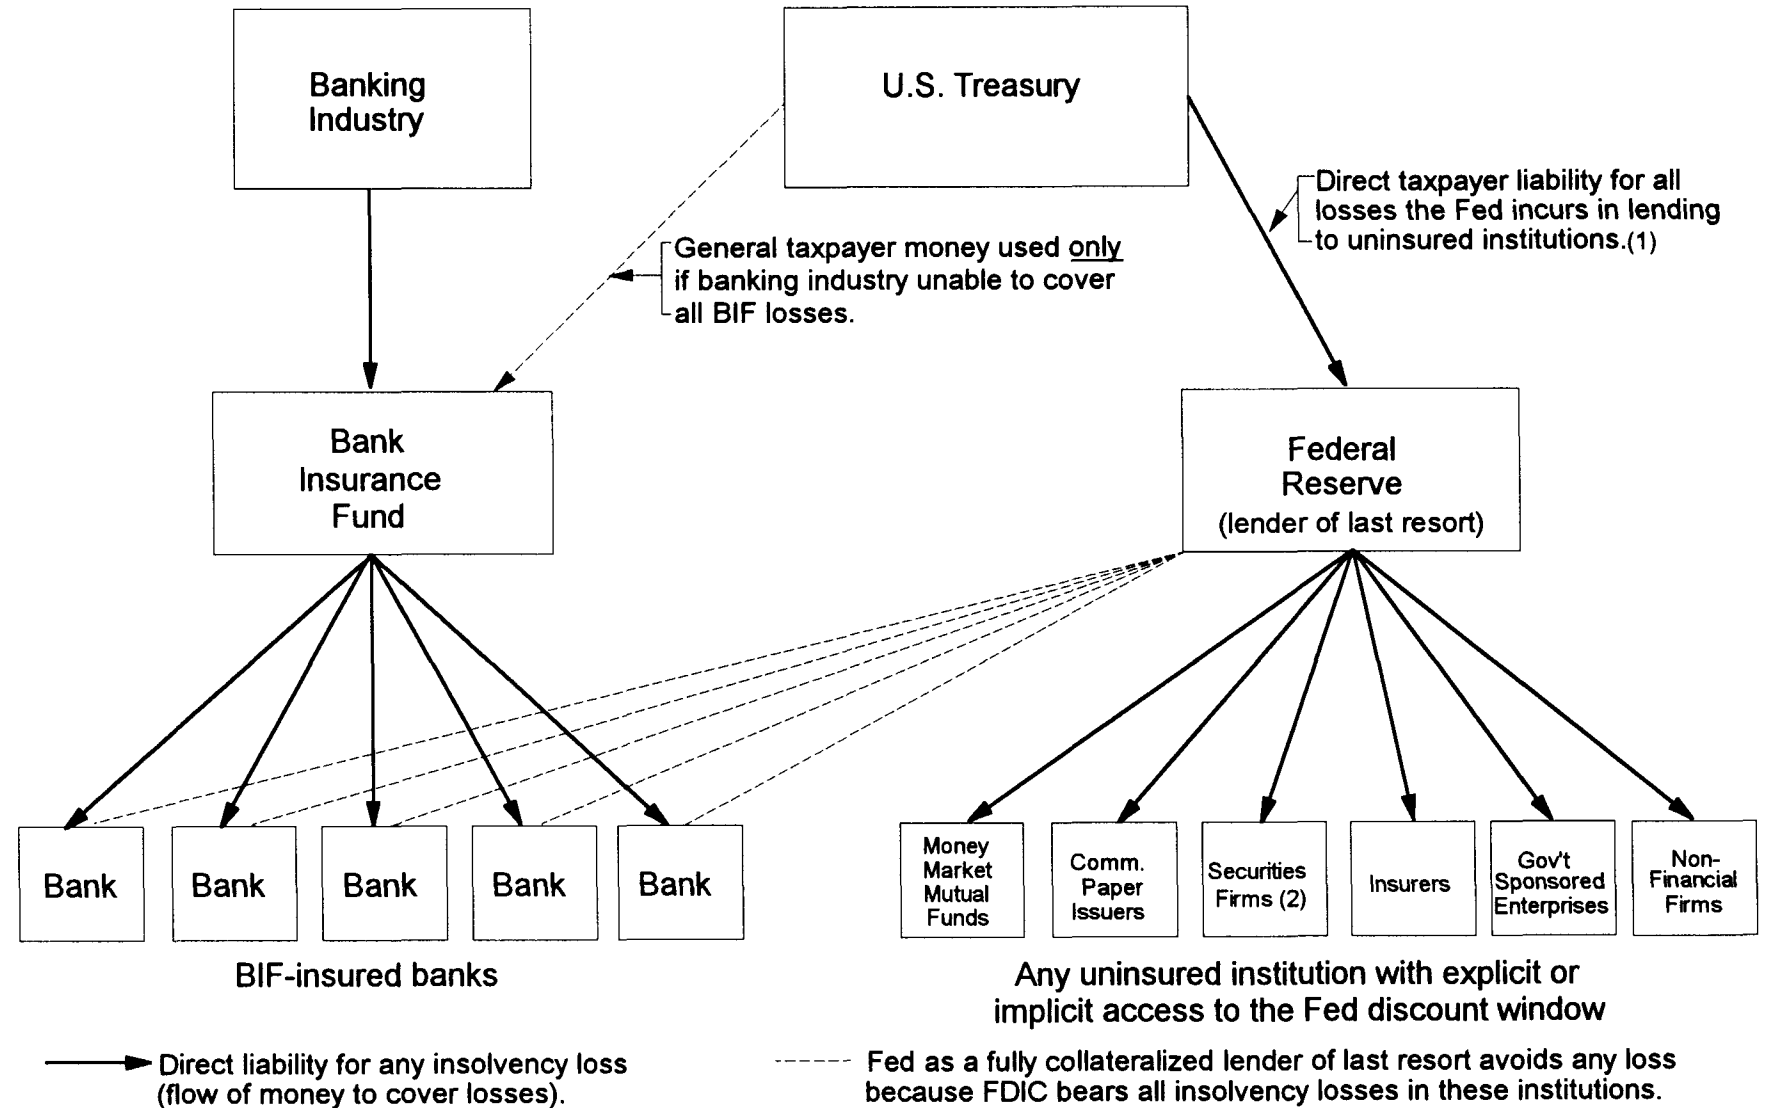 Banking
Industry
U.S. Treasury
Direct taxpayer liability for all
losses the Fed incurs in lending
to uninsured institutions.(1)
General taxpayer money used only
if banking industry unable to cover
all BIF losses.
Bank
Insurance
Fund
Federal
Reserve
(lender of last resort)
Bank
Bank
Bank
Bank
Bank
Money
Market
Mutual
Funds
Comm.
Paper
Issuers
Securities
Firms (2)
Insurers
Gov't
Sponsored
Enterprises
Non-
Financial
Firms
BIF-insured banks
Any uninsured institution with explicit or
implicit access to the Fed discount window
Direct liability for any insolvency loss
(flow of money to cover losses).
Fed as a fully collateralized lender of last resort avoids any loss
because FDIC bears all insolvency losses in these institutions.